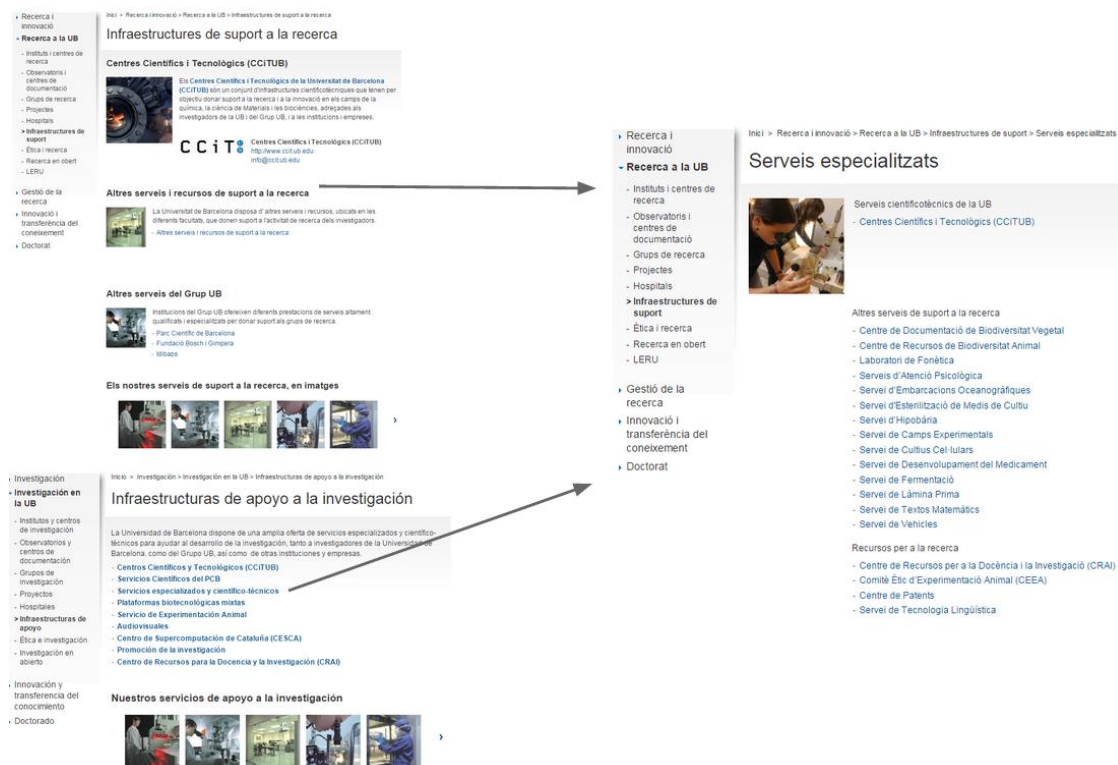 Recerca i
innovació
Recerca a la UB
- Instituts i centres de
recerca
- Observatoris i
centres de
documentació
- Grups de recerca
- Projectes
- Hospitals
> Infraestructures de
suport
- Ètica i recerca
- Recerca en obert
- LERU
Gestió de la
recerca
Innovació i
transferència del
coneixement
Doctorat
Inici > Recerca i innovació > Recerca a la UB > Infraestructures de suport a la recerca
Infraestructures de suport a la recerca
Centres Científics i Tecnològics (CCiTUB)
Els Centres Científics i Tecnològics de la Universitat de Barcelona
(CCiTUB) són un conjunt d'infrastructures cientificotècniques que tenen per
objectiu donar suport a la recerca i a la innovació en els camps de la
química, la ciència de Materials i les biociències, adreçades als
investigadors de la UB i del Grup UB, i a les institucions i empreses.
CCiT
Centres Científics i Tecnològics (CCiTUB)
http://www.ccit.ub.edu
info@ccit.ub.edu
Altres serveis i recursos de suport a la recerca
La Universitat de Barcelona disposa d' altres serveis i recursos, ubicats en les
diferents facultats, que donen suport a l'activitat de recerca dels investigadors.
- Altres serveis i recursos de suport a la recerca
Altres serveis del Grup UB
Institucions del Grup UB ofereixen diferents prestacions de serveis altament
qualificats i especialitzats per donar suport als grups de recerca.
- Parc Científic de Barcelona
- Fundació Bosch i Gimpera
- Idibaps
Els nostres serveis de suport a la recerca, en imatges
Investigación
Investigación en
la UB
- Institutos y centros
de investigación
- Observatorios y
centros de
documentación
- Grupos de
investigación
- Proyectos
- Hospitales
> Infraestructuras de
apoyo
- Ética e investigación
- Investigación en
abierto
Innovación y
transferencia del
conocimiento
Doctorado
Inicio > Investigación > Investigación en la UB > Infraestructuras de apoyo a la investigación
Infraestructuras de apoyo a la investigación
La Universidad de Barcelona dispone de una amplia oferta de servicios especializados y científico-
técnicos para ayudar al desarrollo de la investigación, tanto a investigadores de la Universidad de
Barcelona, como del Grupo UB, así como de otras instituciones y empresas.
- Centros Científicos y Tecnológicos (CCiTUB)
- Servicios Científicos del PCB
- Servicios especializados y científico-técnicos
- Plataformas biotecnológicas mixtas
- Servicio de Experimentación Animal
- Audiovisuales
- Centro de Supercomputación de Cataluña (CESCA)
- Promoción de la investigación
- Centro de Recursos para la Docencia y la Investigación (CRAI)
Nuestros servicios de apoyo a la investigación
Recerca i
innovació
Recerca a la UB
- Instituts i centres de
recerca
- Observatoris i
centres de
documentació
- Grups de recerca
- Projectes
- Hospitals
> Infraestructures de
suport
- Ètica i recerca
- Recerca en obert
- LERU
Gestió de la
recerca
Innovació i
transferència del
coneixement
Doctorat
Inici > Recerca i innovació > Recerca a la UB > Infraestructures de suport > Serveis especialitzats
Serveis especialitzats
Serveis cientificotècnics de la UB
- Centres Científics i Tecnològics (CCiTUB)
Altres serveis de suport a la recerca
- Centre de Documentació de Biodiversitat Vegetal
- Centre de Recursos de Biodiversitat Animal
- Laboratori de Fonètica
- Serveis d'Atenció Psicològica
- Servei d'Embarcacions Oceanogràfiques
- Servei d'Esterilització de Medis de Cultiu
- Servei d'Hipobària
- Servei de Camps Experimentals
- Servei de Cultius Cel·lulars
- Servei de Desenvolupament del Medicament
- Servei de Fermentació
- Servei de Làmina Prima
- Servei de Textos Matemàtics
- Servei de Vehicles
Recursos per a la recerca
- Centre de Recursos per a la Docència i la Investigació (CRAI)
- Comitè Ètic d'Experimentació Animal (CEEA)
- Centre de Patents
- Servei de Tecnologia Lingüística